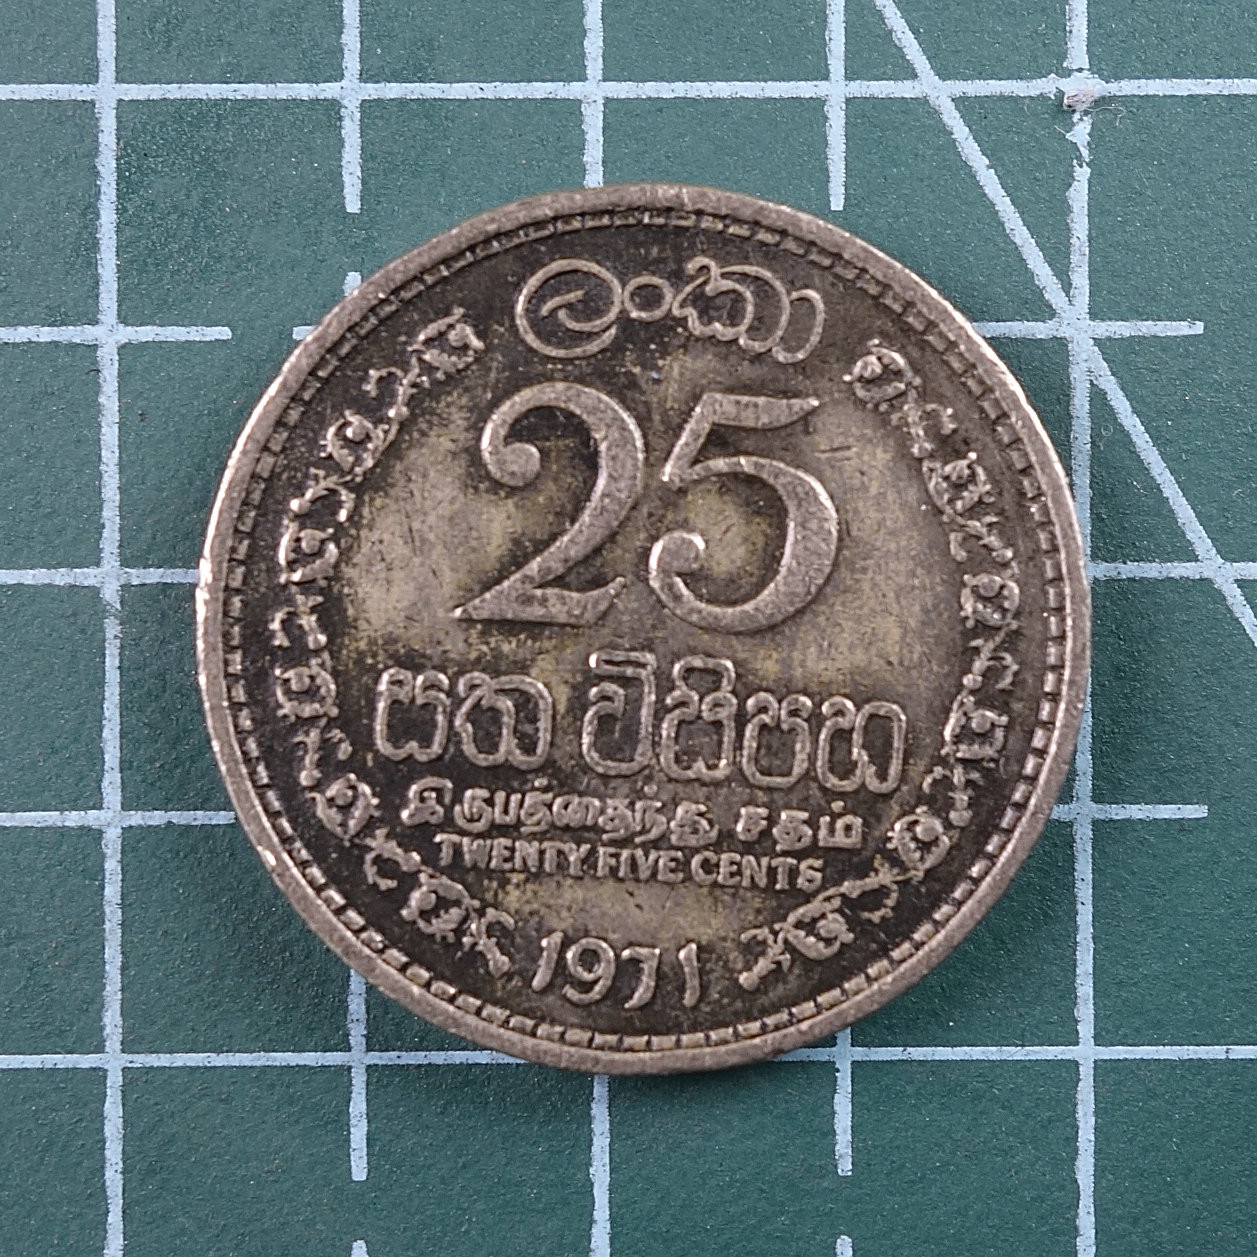 ලංකා
25
සත විසිපහ
இருபத்தைந்து சதம்
TWENTY FIVE CENTS
1971